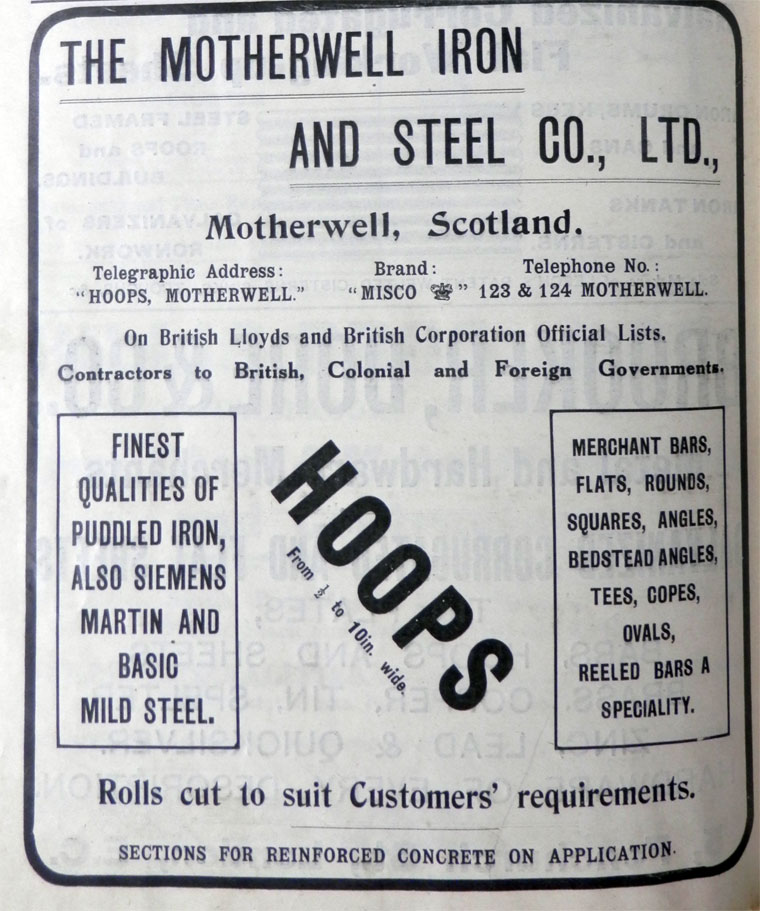 THE MOTHERWELL IRON
AND STEEL CO., LTD.,
Motherwell, Scotland.
Telegraphic Address: Brand: Telephone No.:
"HOOPS, MOTHERWELL." "MISCO " 123 & 124 MOTHERWELL.
On British Lloyds and British Corporation Official Lists.
Contractors to British, Colonial and Foreign Governments.
FINEST
QUALITIES OF
PUDDLED IRON,
ALSO SIEMENS
MARTIN AND
BASIC
MILD STEEL.
HOOPS
From to 10in. wide.
MERCHANT BARS,
FLATS, ROUNDS,
SQUARES, ANGLES,
BEDSTEAD ANGLES,
TEES, COPES,
OVALS,
REELED BARS A
SPECIALITY.
Rolls cut to suit Customers' requirements.
SECTIONS FOR REINFORCED CONCRETE ON APPLICATION.